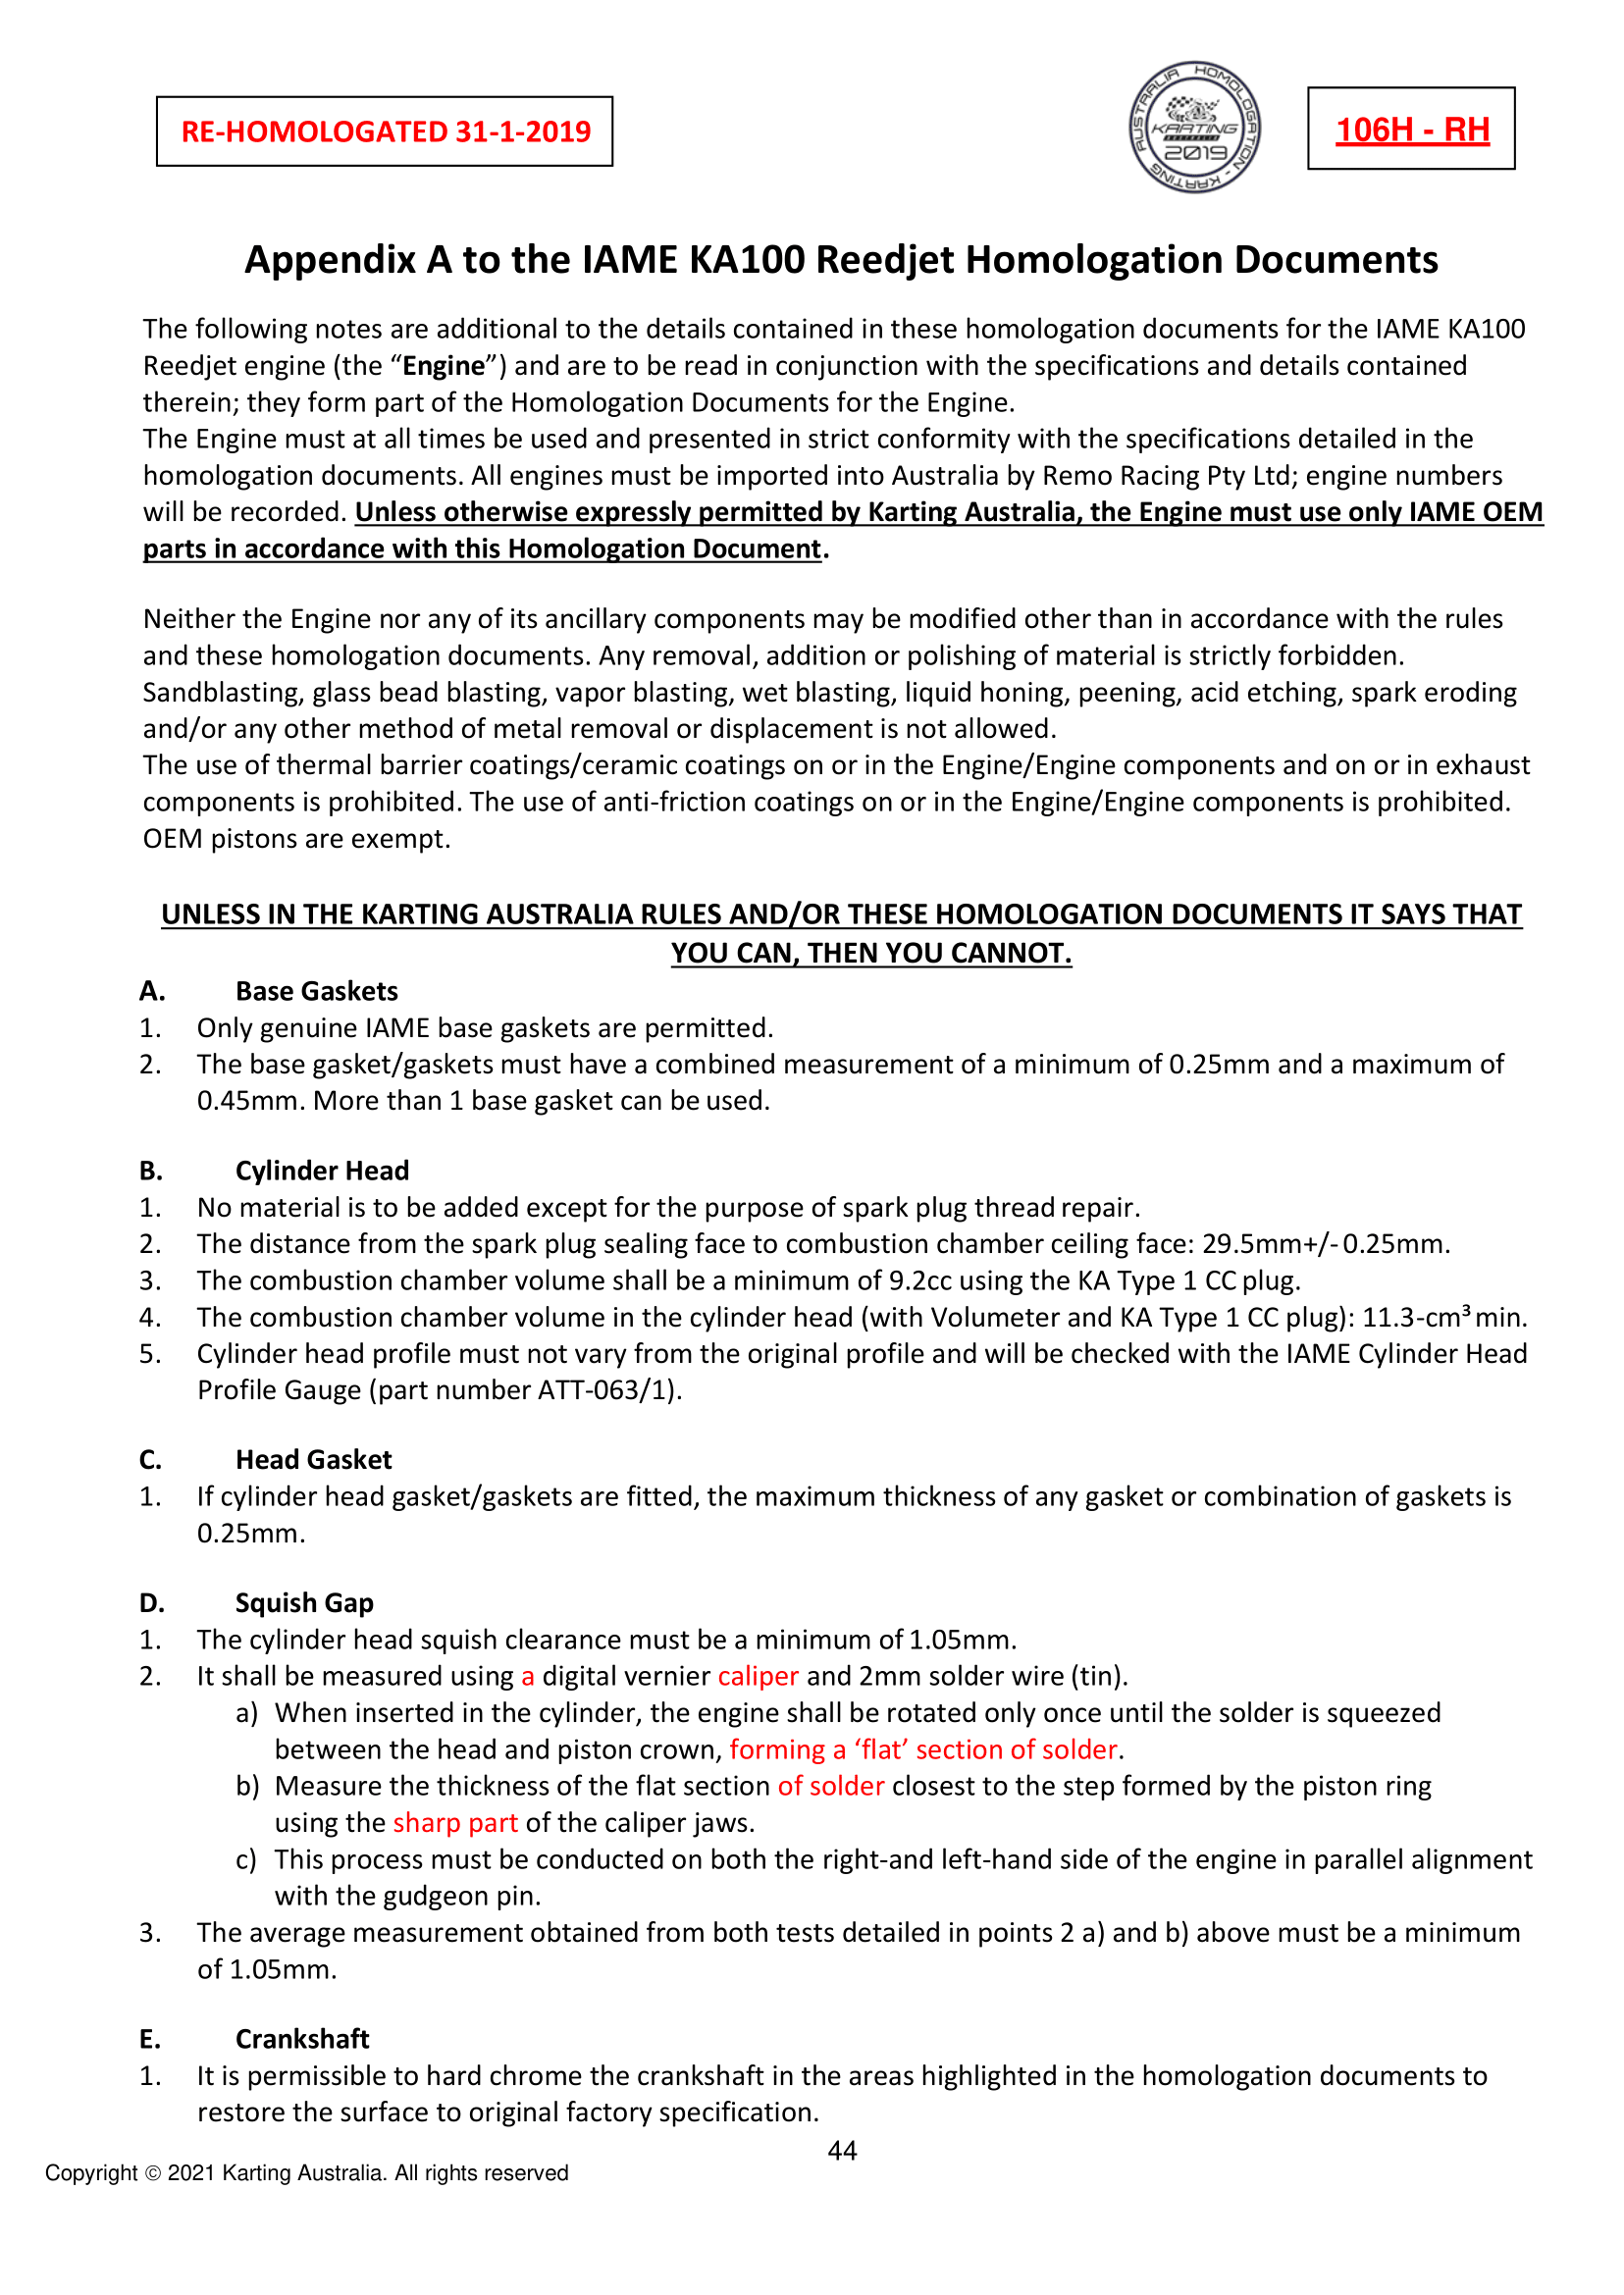 RE-HOMOLOGATED 31-1-2019
AUSTRALIA HOMOLOGATION - KARTING
KARTING
AUSTRALIA
2019
106H - RH
Appendix A to the IAME KA100 Reedjet Homologation Documents
The following notes are additional to the details contained in these homologation documents for the IAME KA100
Reedjet engine (the “Engine”) and are to be read in conjunction with the specifications and details contained
therein; they form part of the Homologation Documents for the Engine.
The Engine must at all times be used and presented in strict conformity with the specifications detailed in the
homologation documents. All engines must be imported into Australia by Remo Racing Pty Ltd; engine numbers
will be recorded. Unless otherwise expressly permitted by Karting Australia, the Engine must use only IAME OEM
parts in accordance with this Homologation Document.
Neither the Engine nor any of its ancillary components may be modified other than in accordance with the rules
and these homologation documents. Any removal, addition or polishing of material is strictly forbidden.
Sandblasting, glass bead blasting, vapor blasting, wet blasting, liquid honing, peening, acid etching, spark eroding
and/or any other method of metal removal or displacement is not allowed.
The use of thermal barrier coatings/ceramic coatings on or in the Engine/Engine components and on or in exhaust
components is prohibited. The use of anti-friction coatings on or in the Engine/Engine components is prohibited.
OEM pistons are exempt.
UNLESS IN THE KARTING AUSTRALIA RULES AND/OR THESE HOMOLOGATION DOCUMENTS IT SAYS THAT
YOU CAN, THEN YOU CANNOT.
A. Base Gaskets
1. Only genuine IAME base gaskets are permitted.
2. The base gasket/gaskets must have a combined measurement of a minimum of 0.25mm and a maximum of
0.45mm. More than 1 base gasket can be used.
B. Cylinder Head
1. No material is to be added except for the purpose of spark plug thread repair.
2. The distance from the spark plug sealing face to combustion chamber ceiling face: 29.5mm+/-0.25mm.
3. The combustion chamber volume shall be a minimum of 9.2cc using the KA Type 1 CC plug.
4. The combustion chamber volume in the cylinder head (with Volumeter and KA Type 1 CC plug): 11.3-cm³ min.
5. Cylinder head profile must not vary from the original profile and will be checked with the IAME Cylinder Head
Profile Gauge (part number ATT-063/1).
C. Head Gasket
1. If cylinder head gasket/gaskets are fitted, the maximum thickness of any gasket or combination of gaskets is
0.25mm.
D. Squish Gap
1. The cylinder head squish clearance must be a minimum of 1.05mm.
2. It shall be measured using a digital vernier caliper and 2mm solder wire (tin).
a) When inserted in the cylinder, the engine shall be rotated only once until the solder is squeezed
between the head and piston crown, forming a ‘flat’ section of solder.
b) Measure the thickness of the flat section of solder closest to the step formed by the piston ring
using the sharp part of the caliper jaws.
c) This process must be conducted on both the right-and left-hand side of the engine in parallel alignment
with the gudgeon pin.
3. The average measurement obtained from both tests detailed in points 2 a) and b) above must be a minimum
of 1.05mm.
E. Crankshaft
1. It is permissible to hard chrome the crankshaft in the areas highlighted in the homologation documents to
restore the surface to original factory specification.
44
Copyright © 2021 Karting Australia. All rights reserved